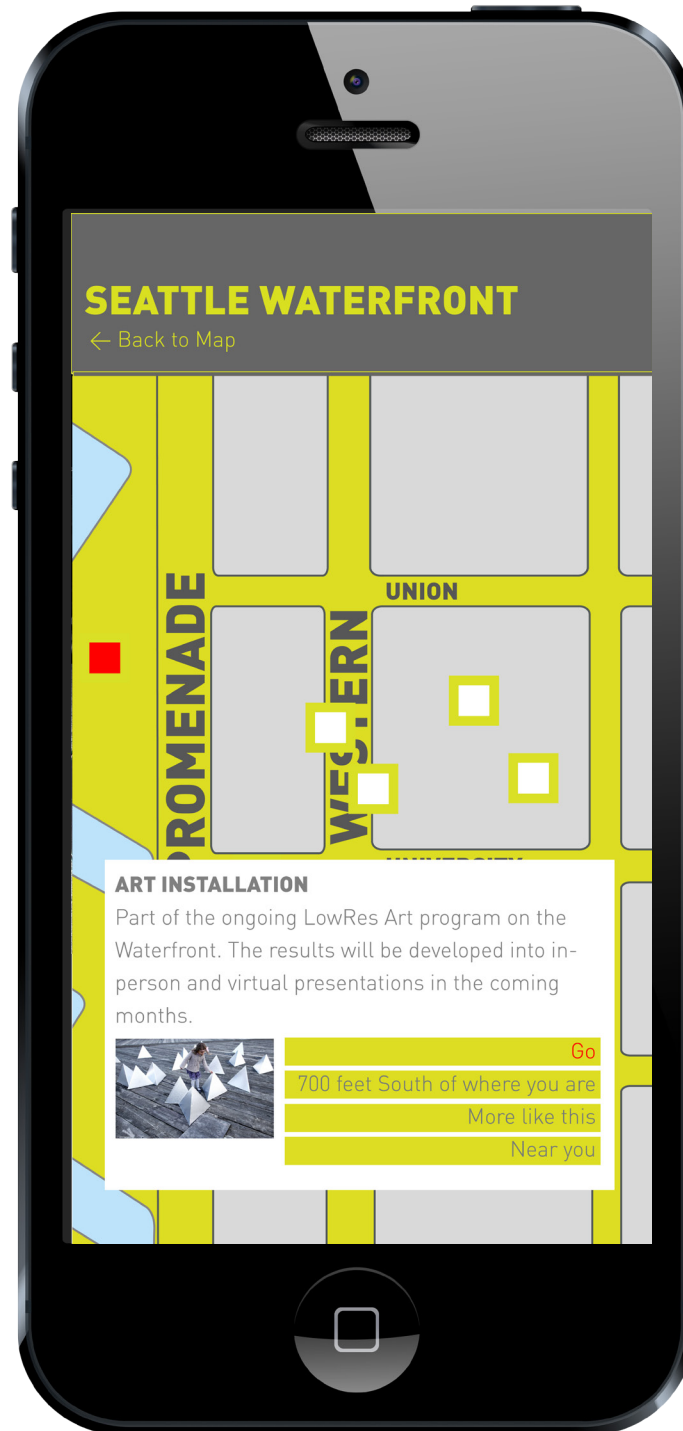 SEATTLE WATERFRONT
← Back to Map
UNION
PROMENADE
WESTERN
UNIVERSITY
ART INSTALLATION
Part of the ongoing LowRes Art program on the
Waterfront. The results will be developed into in-
person and virtual presentations in the coming
months.
Go
700 feet South of where you are
More like this
Near you